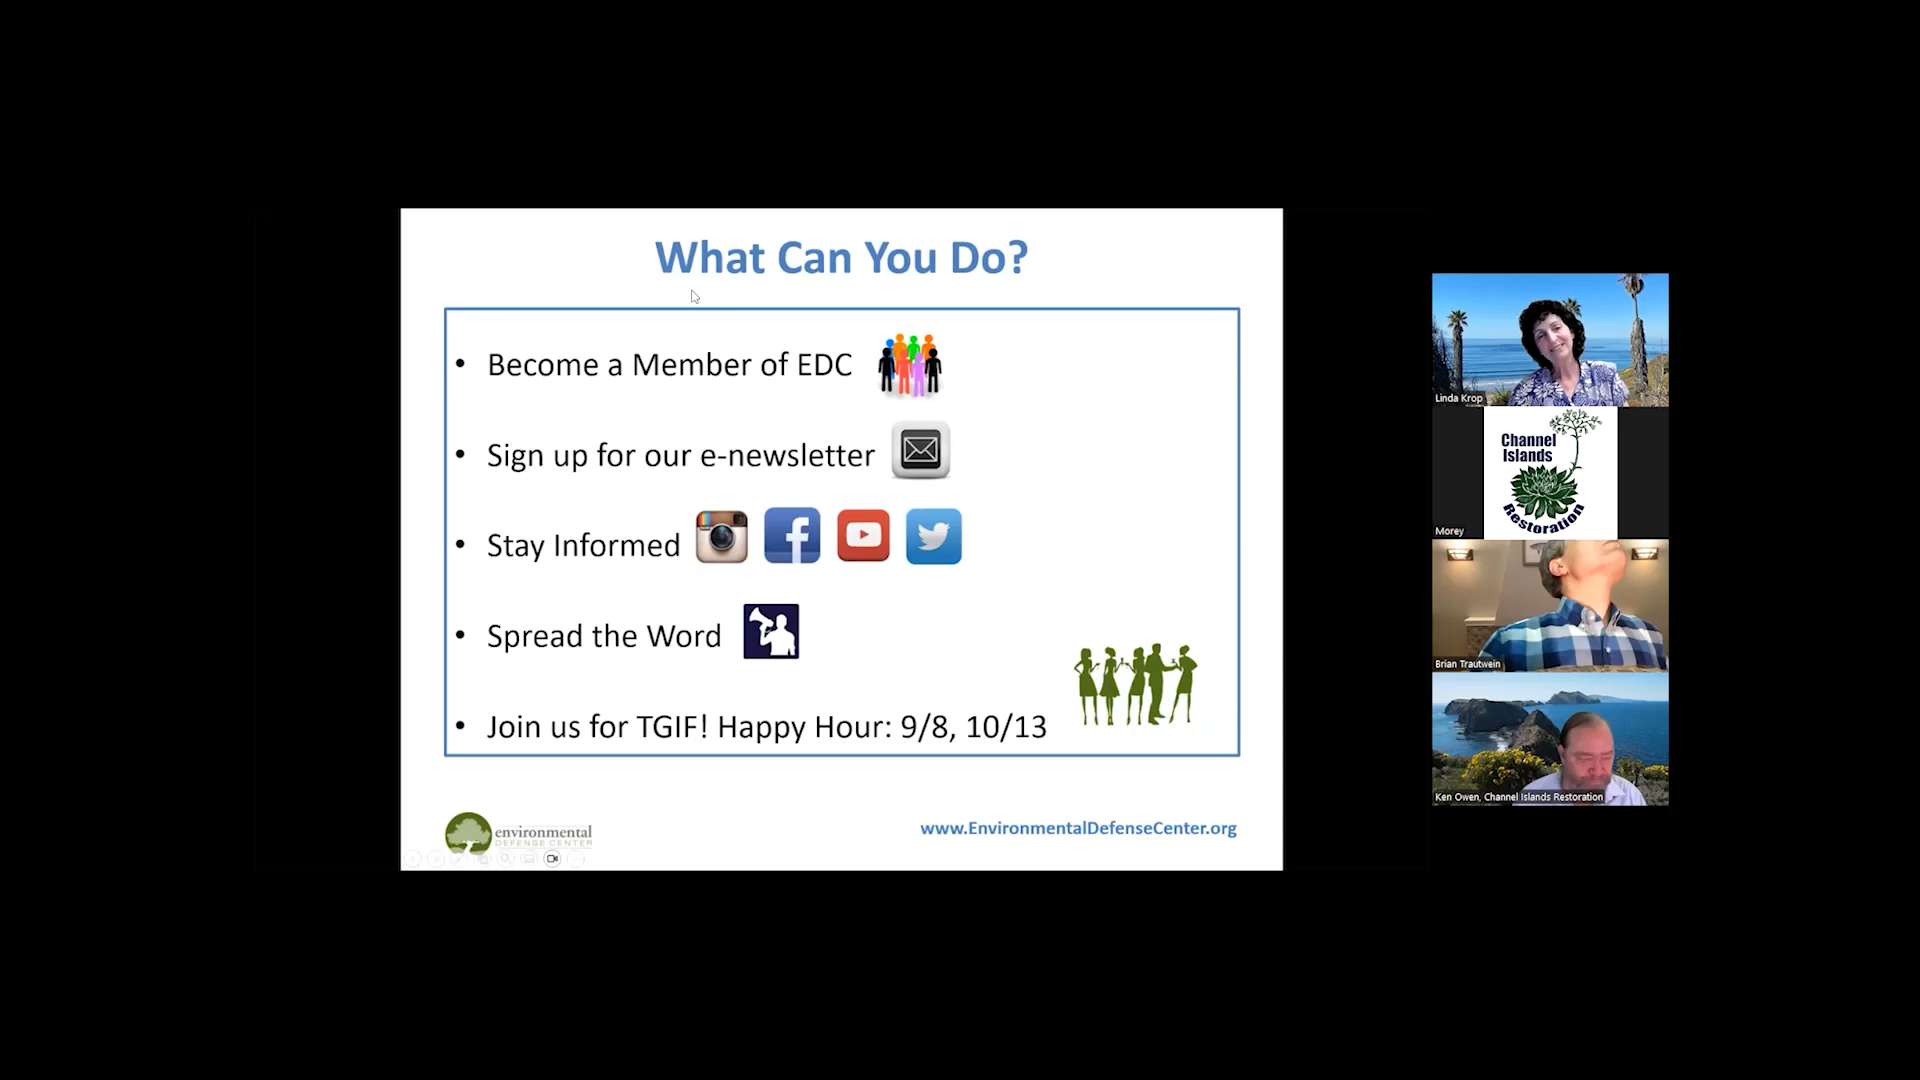 What Can You Do?
• Become a Member of EDC
• Sign up for our e-newsletter
• Stay Informed
• Spread the Word
• Join us for TGIF! Happy Hour: 9/8, 10/13
environmental
DEFENSE CENTER
www.EnvironmentalDefenseCenter.org
Linda Krop
Channel
Islands
Restoration
Morey
Brian Trautwein
Ken Owen, Channel Islands Restoration